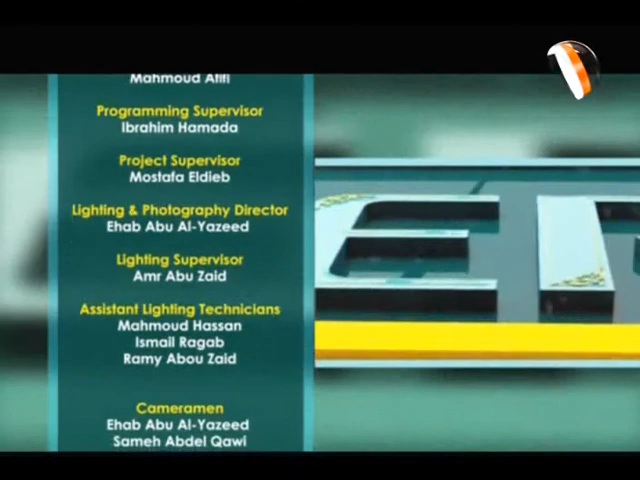 Mahmoud Afifi
Programming Supervisor
Ibrahim Hamada
Project Supervisor
Mostafa Eldieb
Lighting & Photography Director
Ehab Abu Al-Yazeed
Lighting Supervisor
Amr Abu Zaid
Assistant Lighting Technicians
Mahmoud Hassan
Ismail Ragab
Ramy Abou Zaid
Cameramen
Ehab Abu Al-Yazeed
Sameh Abdel Qawi